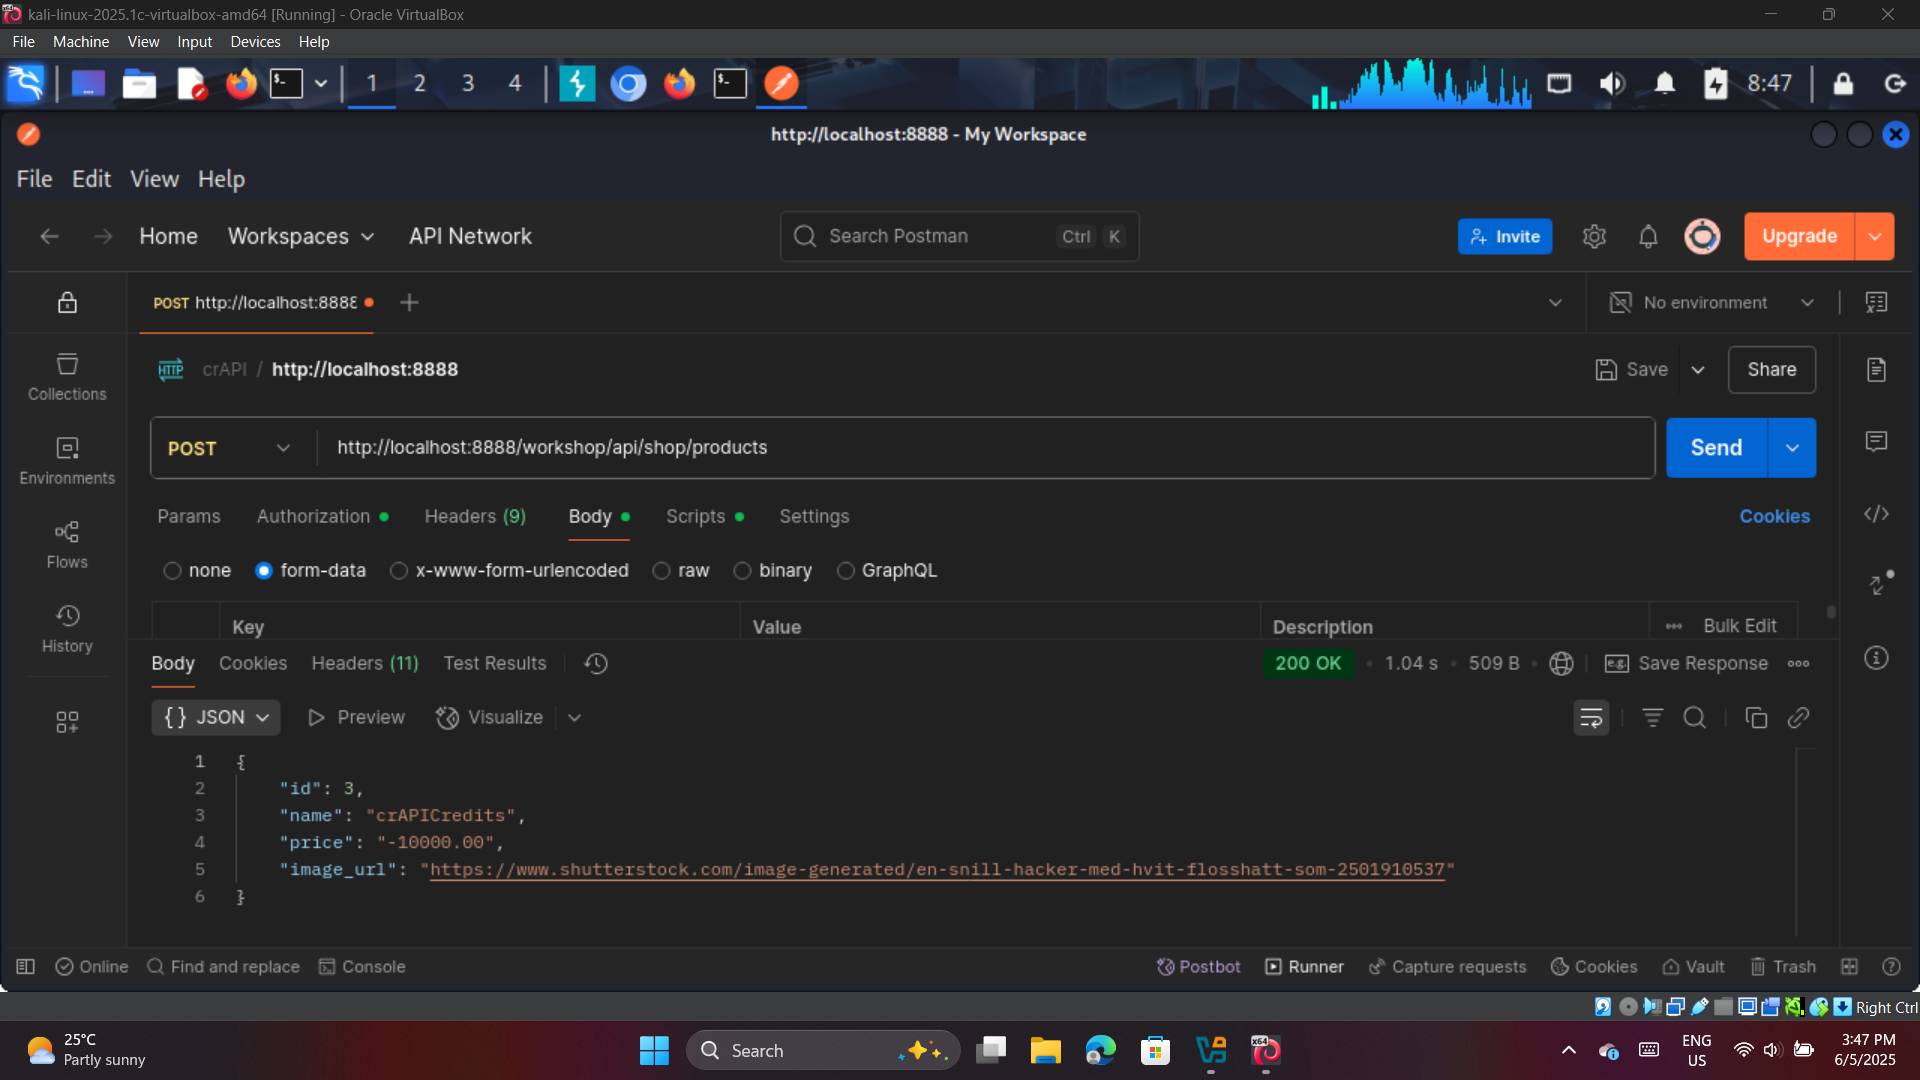 kali-linux-2025.1c-virtualbox-amd64 [Running] - Oracle VirtualBox
File Machine View Input Devices Help
1 2 3 4 8:47
http://localhost:8888 - My Workspace
File Edit View Help
Home Workspaces API Network Search Postman Ctrl K Invite Upgrade
POST http://localhost:8888 No environment
HTTP crAPI / http://localhost:8888 Save Share
Collections
POST http://localhost:8888/workshop/api/shop/products Send
Environments
Params Authorization Headers (9) Body Scripts Settings Cookies
Flows
none form-data x-www-form-urlencoded raw binary GraphQL
History
Key Value Description Bulk Edit
Body Cookies Headers (11) Test Results 200 OK 1.04 s 509 B e.g. Save Response
{} JSON Preview Visualize
1 {
2 "id": 3,
3 "name": "crAPICredits",
4 "price": "-10000.00",
5 "image_url": "https://www.shutterstock.com/image-generated/en-snill-hacker-med-hvit-flosshatt-som-2501910537"
6 }
Online Find and replace Console Postbot Runner Capture requests Cookies Vault Trash
Right Ctrl
25°C
Partly sunny
Search
ENG
US
3:47 PM
6/5/2025